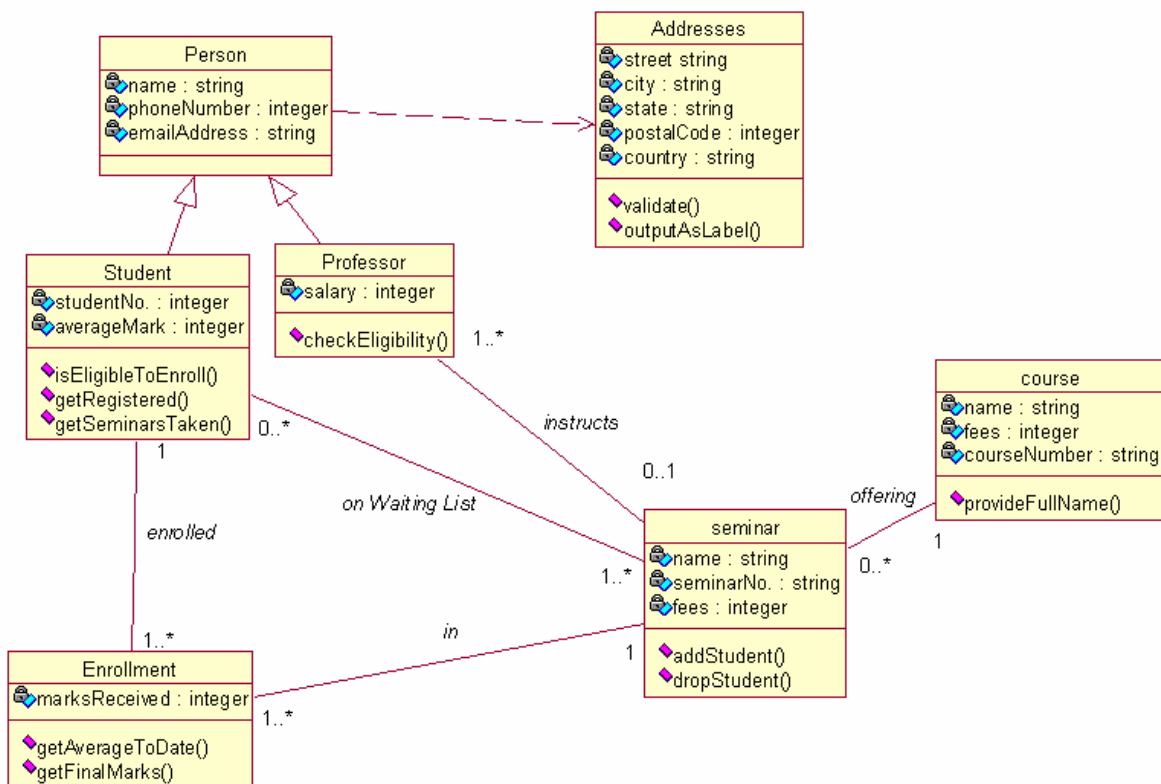 Person
name : string
phoneNumber : integer
emailAddress : string
Addresses
street string
city : string
state : string
postalCode : integer
country : string
validate()
outputAsLabel()
Student
studentNo. : integer
averageMark : integer
isEligibleToEnroll()
getRegistered()
getSeminarsTaken()
Professor
salary : integer
checkEligibility()
1..*
instructs
0..1
0..*
on Waiting List
1..*
1
enrolled
1..*
course
name : string
fees : integer
courseNumber : string
provideFullName()
offering
1
0..*
seminar
name : string
seminarNo. : string
fees : integer
addStudent()
dropStudent()
in
1
1..*
Enrollment
marksReceived : integer
getAverageToDate()
getFinalMarks()